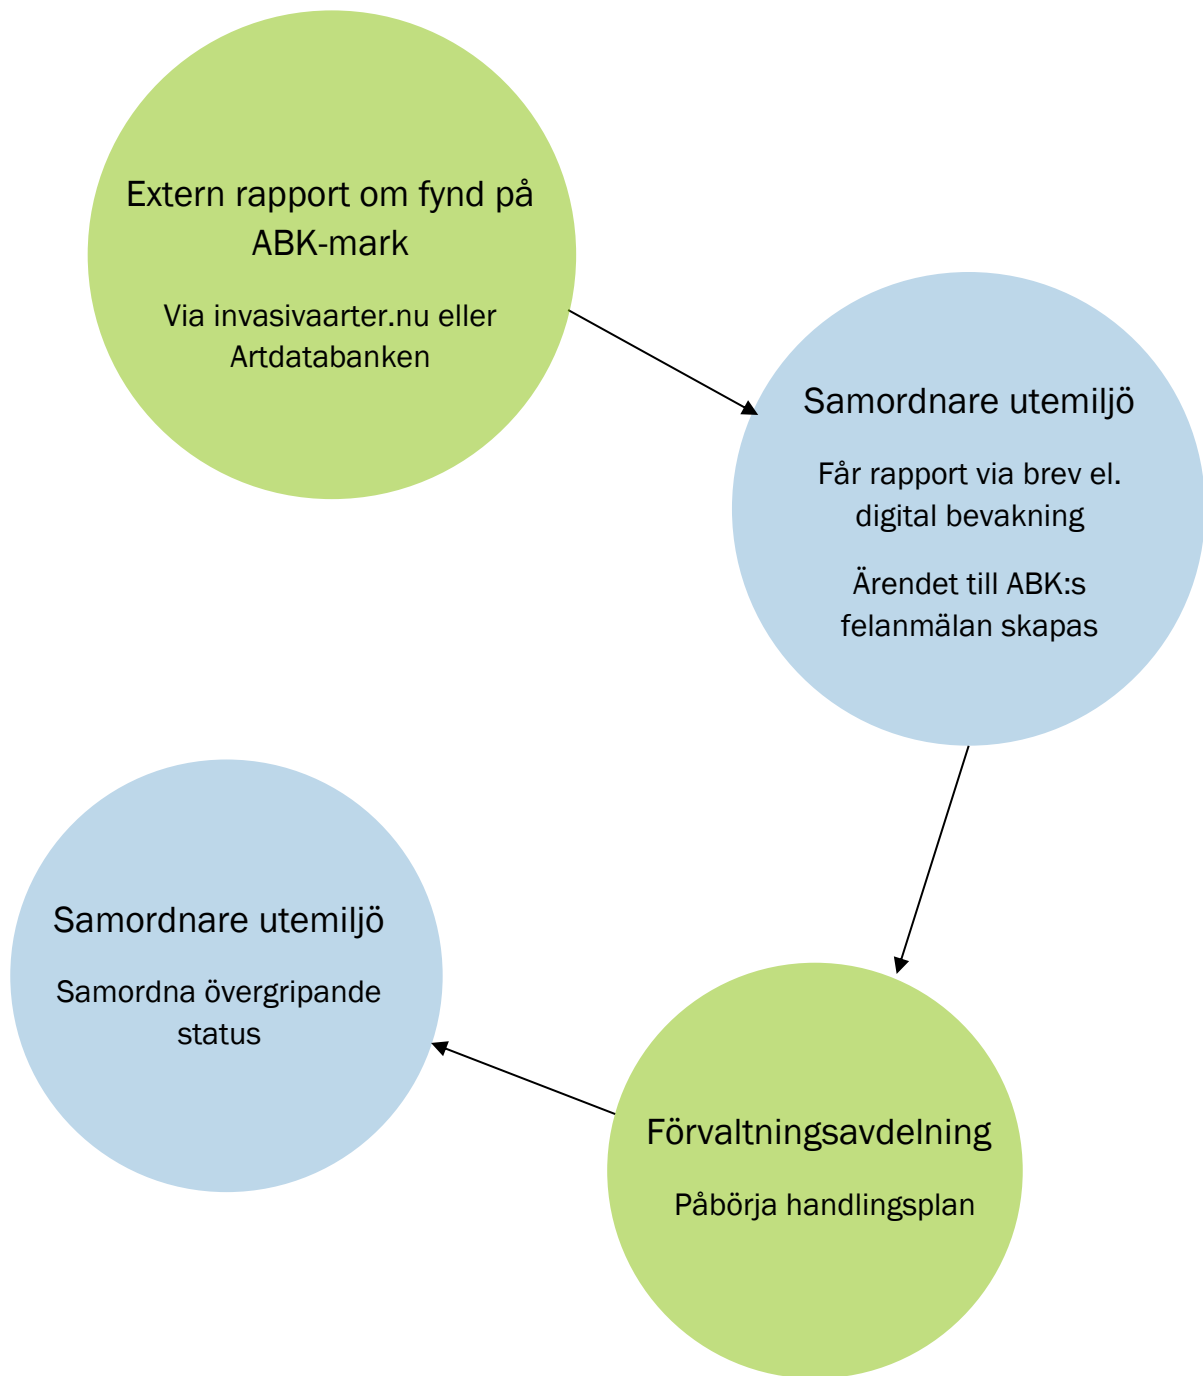 Extern rapport om fynd på
ABK-mark
Via invasivaarter.nu eller
Artdatabanken
Samordnare utemiljö
Får rapport via brev el.
digital bevakning
Ärendet till ABK:s
felanmälan skapas
Förvaltningsavdelning
Påbörja handlingsplan
Samordnare utemiljö
Samordna övergripande
status